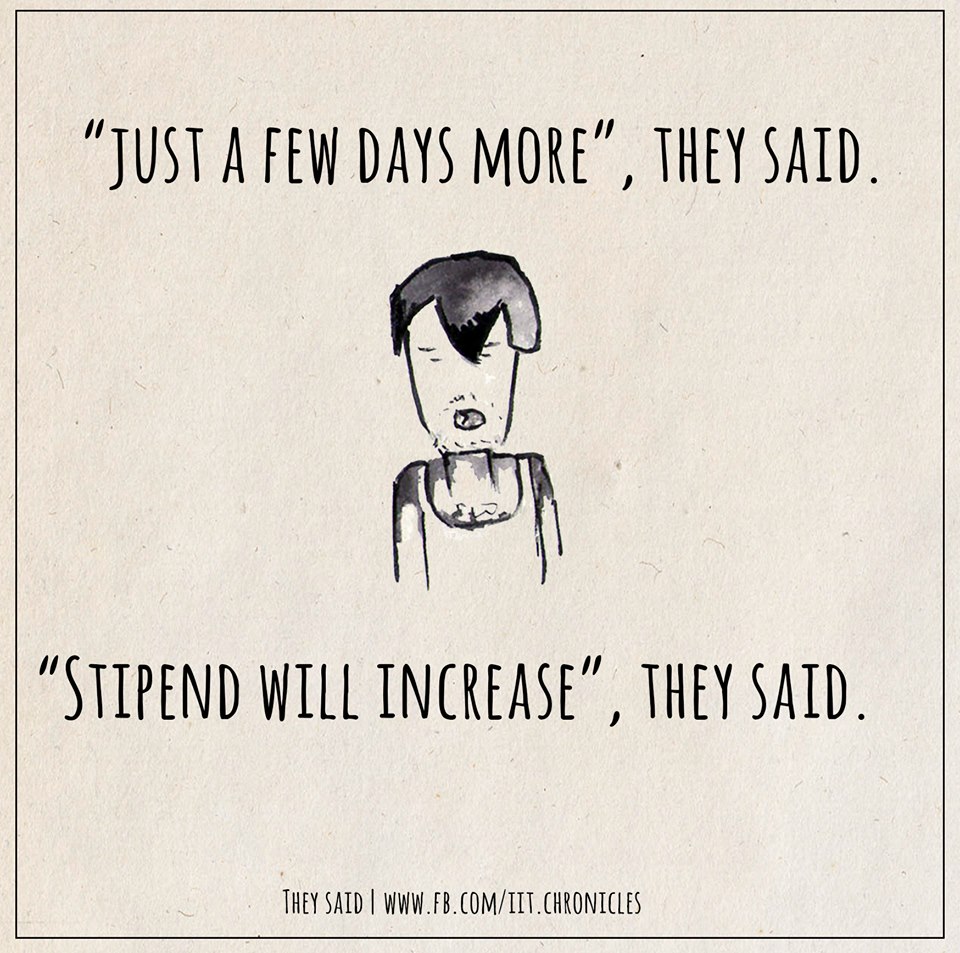 “JUST A FEW DAYS MORE”, THEY SAID.
“STIPEND WILL INCREASE”, THEY SAID.
THEY SAID | WWW.FB.COM/IIT.CHRONICLES